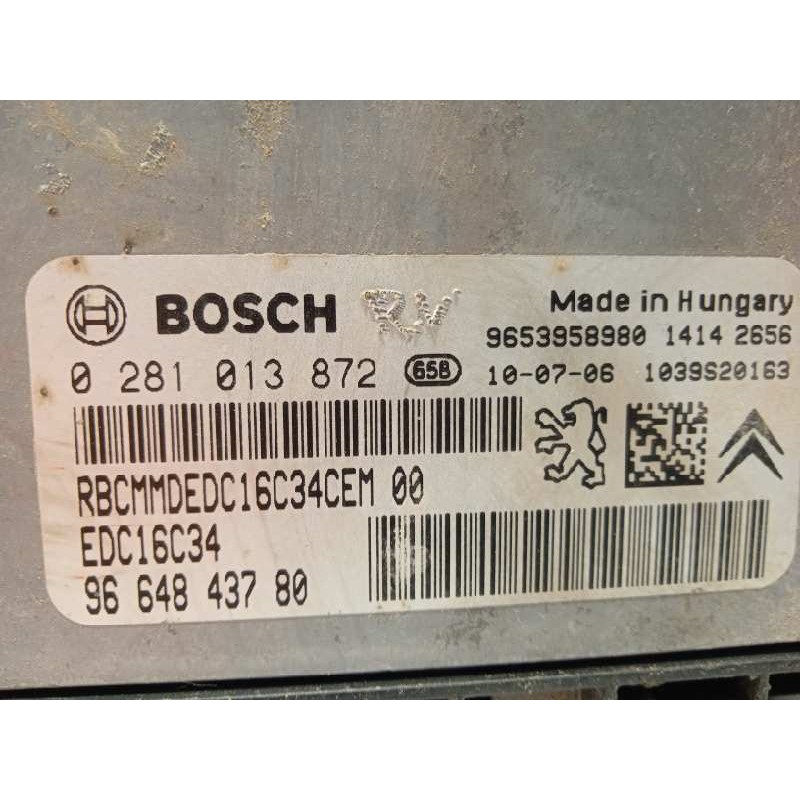 BOSCH RV Made in Hungary
9653958980 1414 2656
0 281 013 872 658 10-07-06 1039S20163
RBCMMDEDC16C34CEM 00
EDC16C34
96 648 437 80